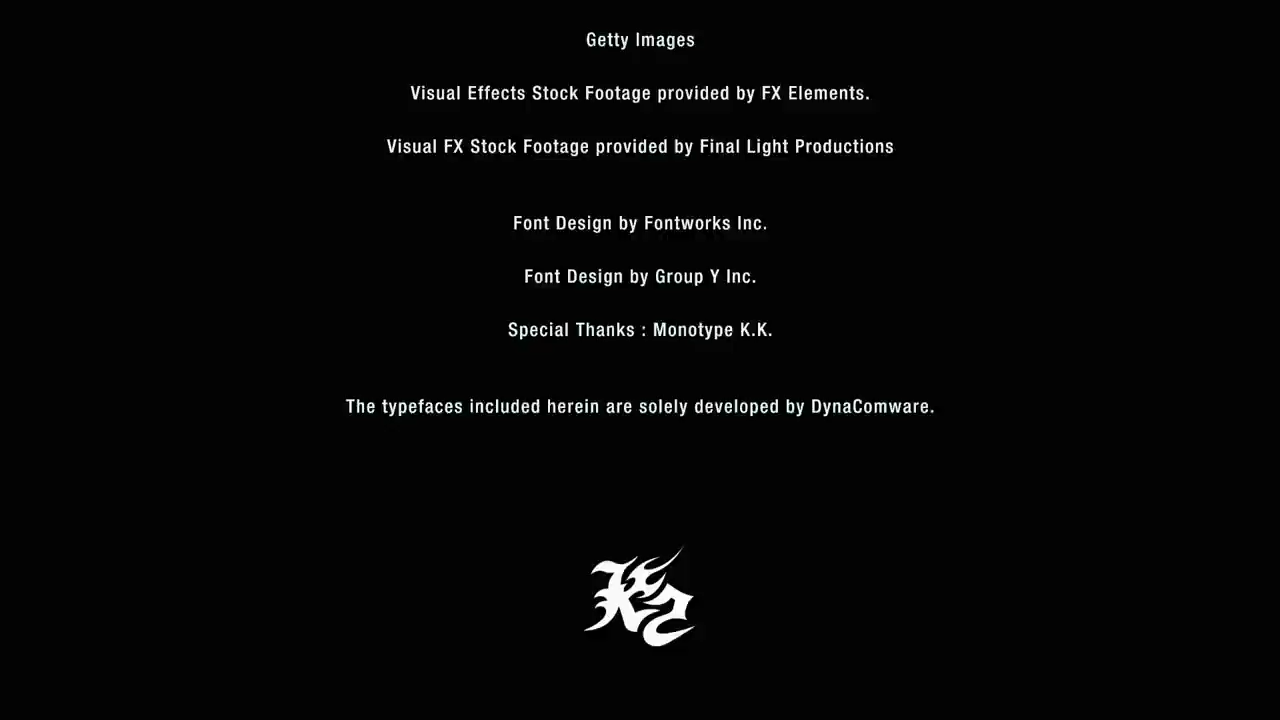 Getty Images
Visual Effects Stock Footage provided by FX Elements.
Visual FX Stock Footage provided by Final Light Productions
Font Design by Fontworks Inc.
Font Design by Group Y Inc.
Special Thanks : Monotype K.K.
The typefaces included herein are solely developed by DynaComware.
K2